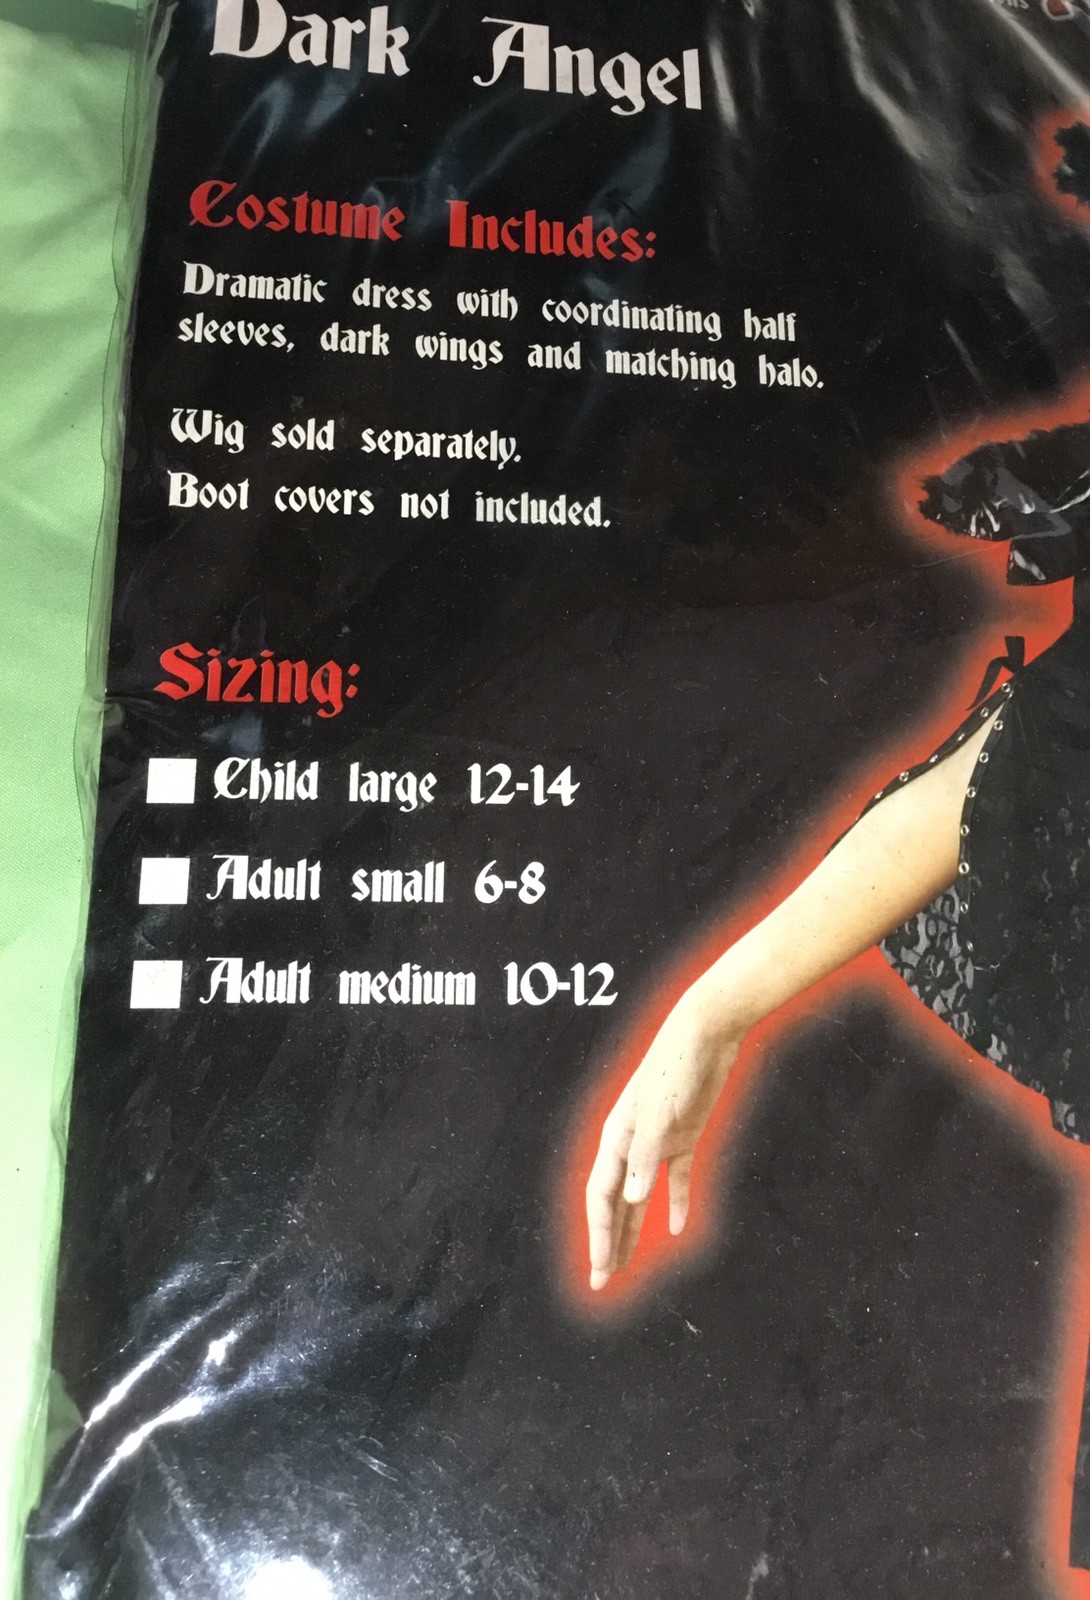 Dark Angel
Costume Includes:
Dramatic dress with coordinating half
sleeves, dark wings and matching halo.
Wig sold separately.
Boot covers not included.
Sizing:
Child large 12-14
Adult small 6-8
Adult medium 10-12